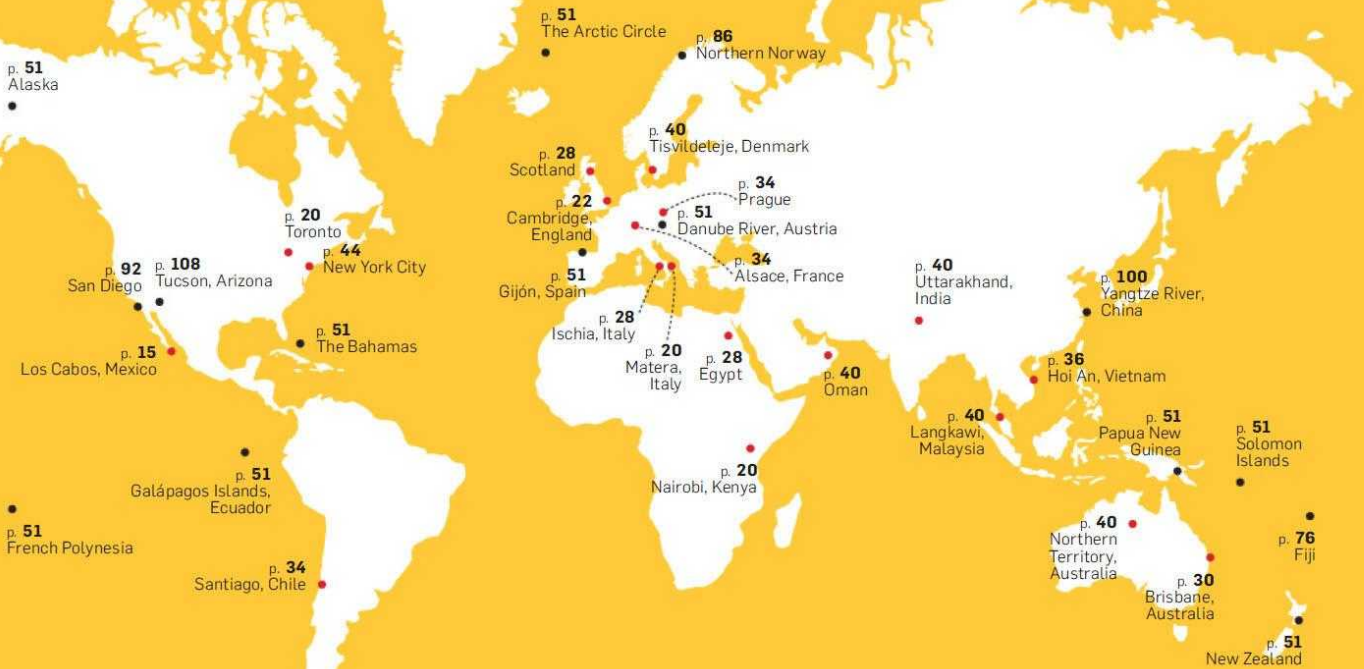 p. 51
The Arctic Circle
p. 86
Northern Norway
p. 51
Alaska
p. 40
Tisvildeleje, Denmark
p. 28
Scotland
p. 34
Prague
p. 22
Cambridge,
England
p. 51
Danube River, Austria
p. 20
Toronto
p. 44
New York City
p. 92
San Diego
p. 108
Tucson, Arizona
p. 51
Gijón, Spain
p. 34
Alsace, France
p. 40
Uttarakhand,
India
p. 100
Yangtze River,
China
p. 28
Ischia, Italy
p. 51
The Bahamas
p. 15
Los Cabos, Mexico
p. 20
Matera,
Italy
p. 28
Egypt
p. 40
Oman
p. 36
Hoi An, Vietnam
p. 40
Langkawi,
Malaysia
p. 51
Papua New
Guinea
p. 51
Solomon
Islands
p. 51
Galápagos Islands,
Ecuador
p. 20
Nairobi, Kenya
p. 51
French Polynesia
p. 40
Northern
Territory,
Australia
p. 76
Fiji
p. 34
Santiago, Chile
p. 30
Brisbane,
Australia
p. 51
New Zealand